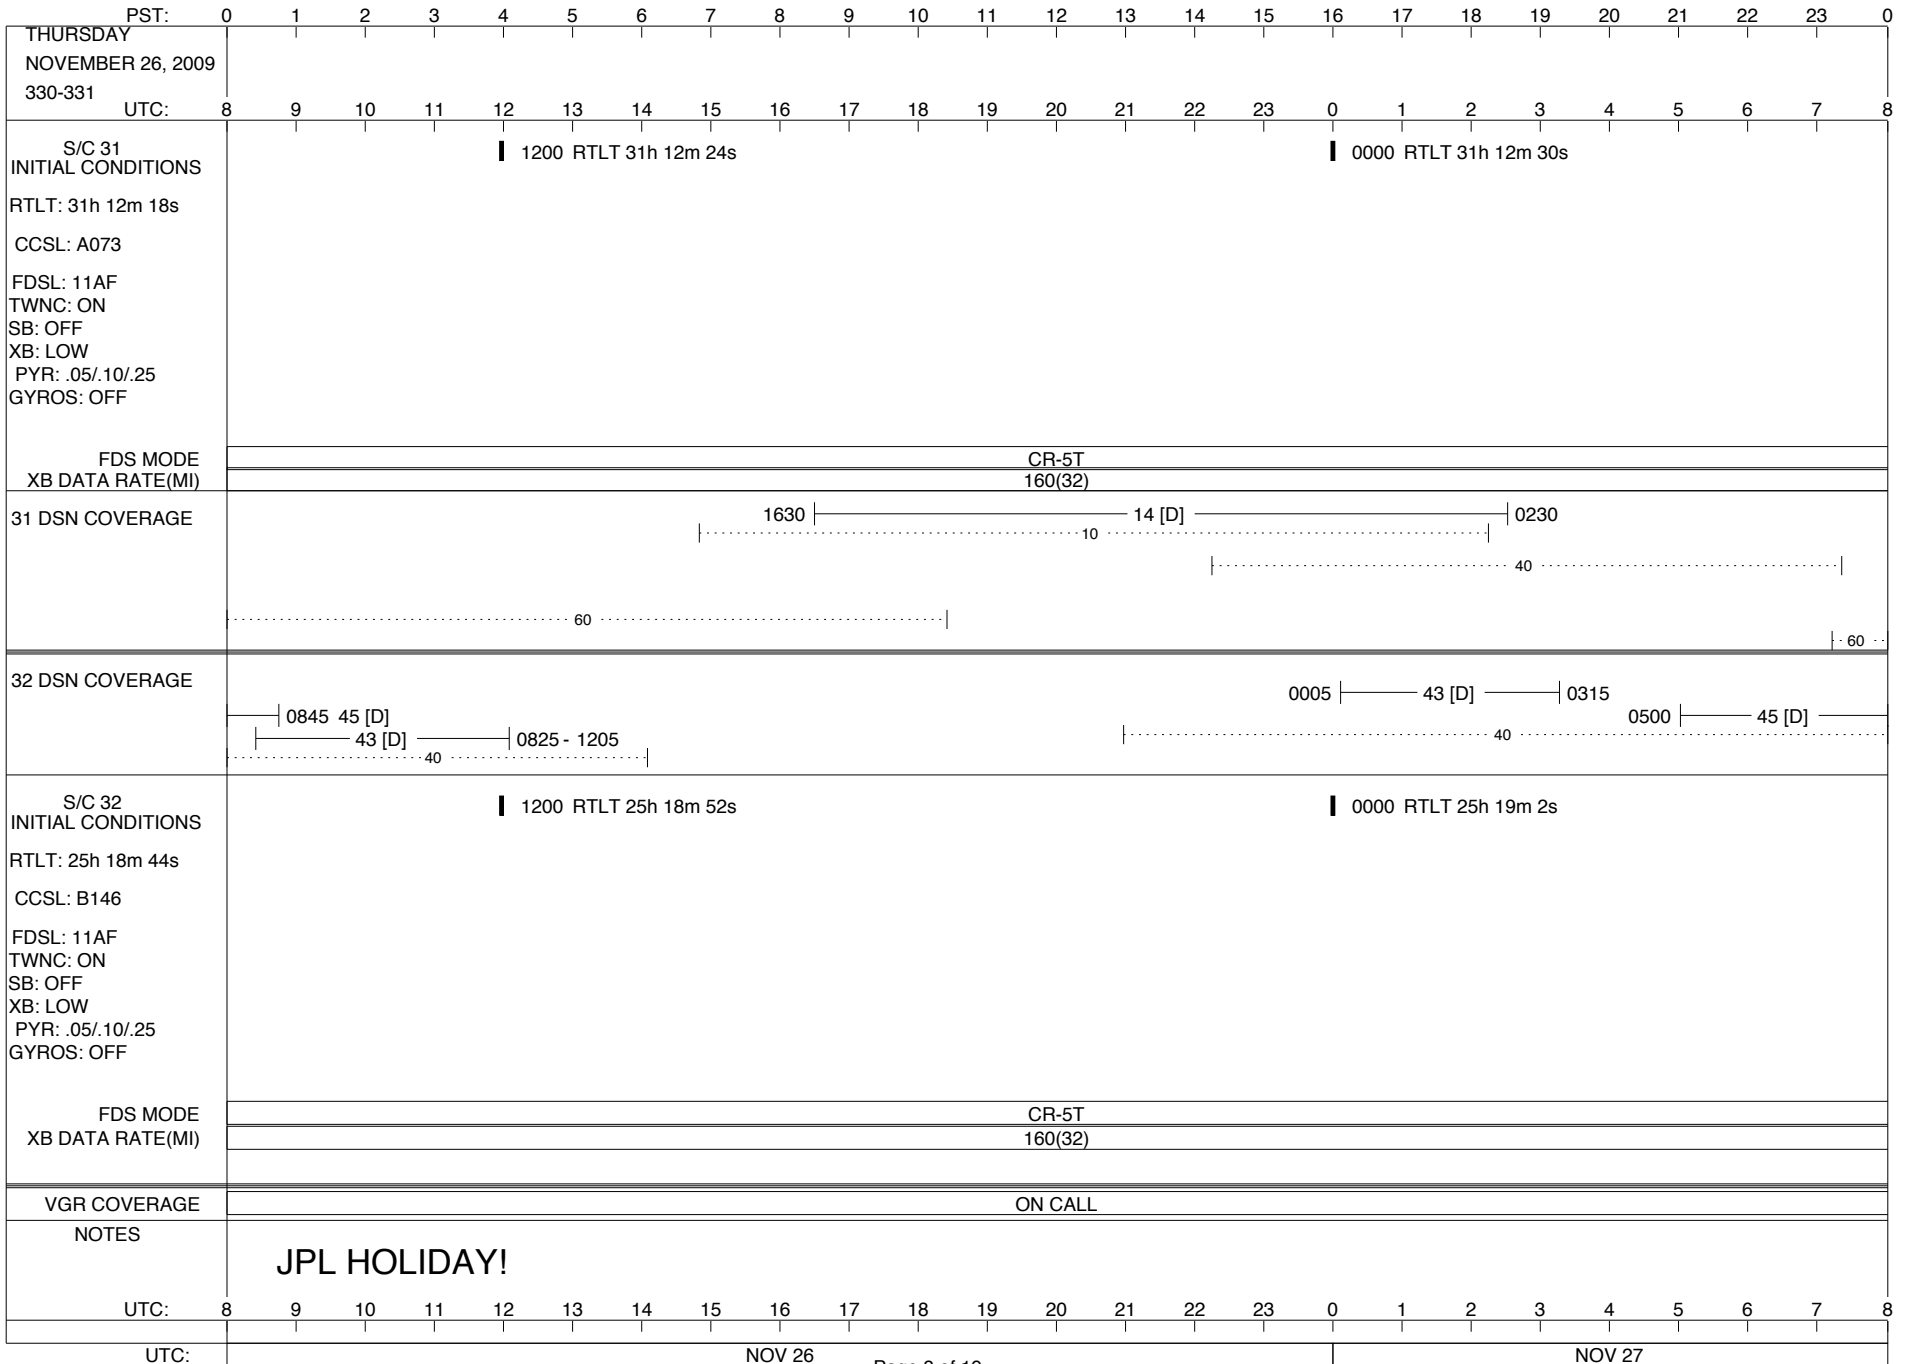 PST: 0 1 2 3 4 5 6 7 8 9 10 11 12 13 14 15 16 17 18 19 20 21 22 23 0
THURSDAY
NOVEMBER 26, 2009
330-331
UTC: 8 9 10 11 12 13 14 15 16 17 18 19 20 21 22 23 0 1 2 3 4 5 6 7 8
S/C 31
INITIAL CONDITIONS
1200 RTLT 31h 12m 24s
0000 RTLT 31h 12m 30s
RTLT: 31h 12m 18s
CCSL: A073
FDSL: 11AF
TWNC: ON
SB: OFF
XB: LOW
PYR: .05/.10/.25
GYROS: OFF
FDS MODE CR-5T
XB DATA RATE(MI) 160(32)
31 DSN COVERAGE
1630 14 [D] 0230
10
40
60
60
32 DSN COVERAGE
0005 43 [D] 0315
0845 45 [D]
0500 45 [D]
43 [D] 0825 - 1205
40
40
S/C 32
INITIAL CONDITIONS
1200 RTLT 25h 18m 52s
0000 RTLT 25h 19m 2s
RTLT: 25h 18m 44s
CCSL: B146
FDSL: 11AF
TWNC: ON
SB: OFF
XB: LOW
PYR: .05/.10/.25
GYROS: OFF
FDS MODE CR-5T
XB DATA RATE(MI) 160(32)
VGR COVERAGE ON CALL
NOTES
JPL HOLIDAY!
UTC: 8 9 10 11 12 13 14 15 16 17 18 19 20 21 22 23 0 1 2 3 4 5 6 7 8
UTC: NOV 26 NOV 27